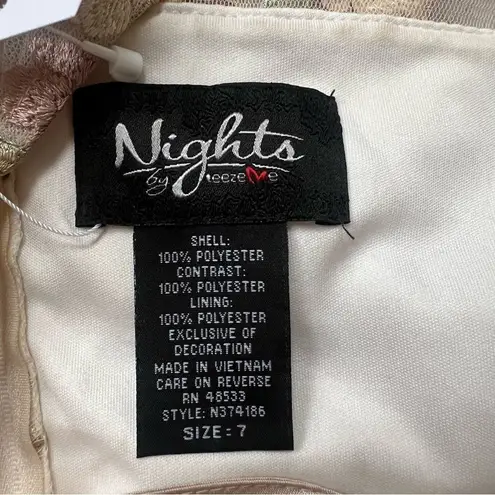 Nights
by TeezeMe
SHELL:
100% POLYESTER
CONTRAST:
100% POLYESTER
LINING:
100% POLYESTER
EXCLUSIVE OF
DECORATION
MADE IN VIETNAM
CARE ON REVERSE
RN 48533
STYLE: N374186
SIZE: 7